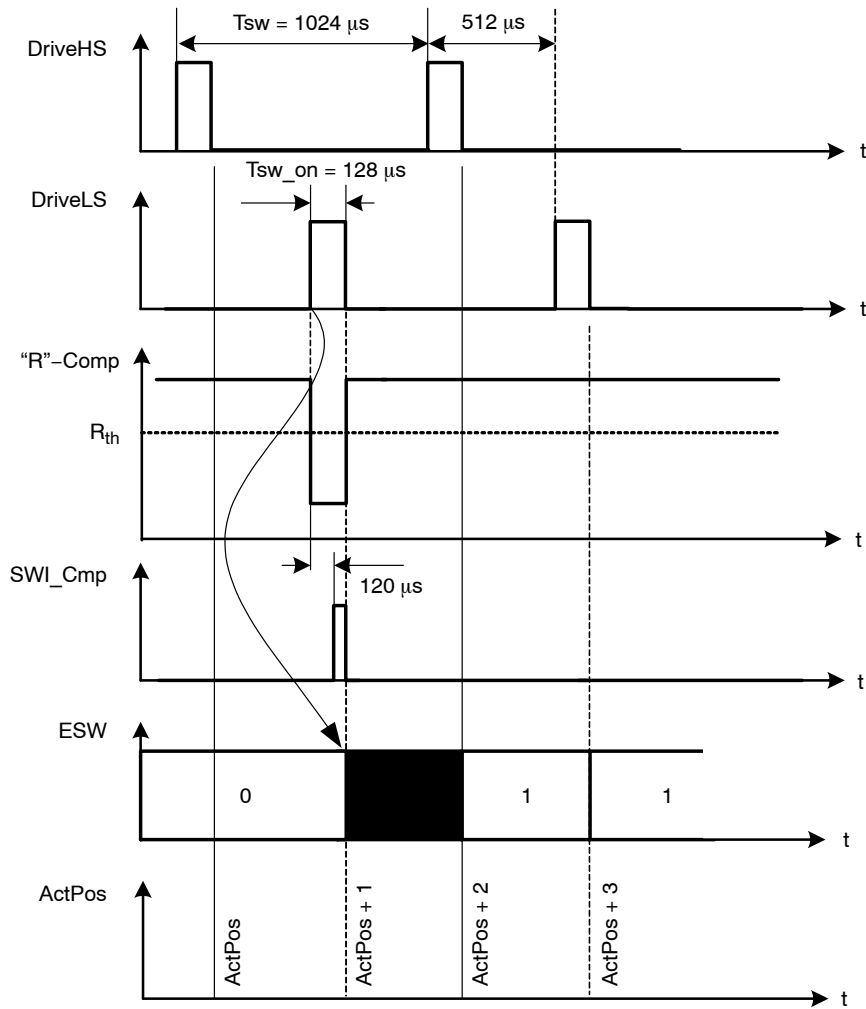 Tsw = 1024 μs
512 μs
DriveHS
t
Tsw_on = 128 μs
DriveLS
t
“R”−Comp
Rth
t
SWI_Cmp
120 μs
t
ESW
0
1
1
t
ActPos
ActPos
ActPos + 1
ActPos + 2
ActPos + 3
t